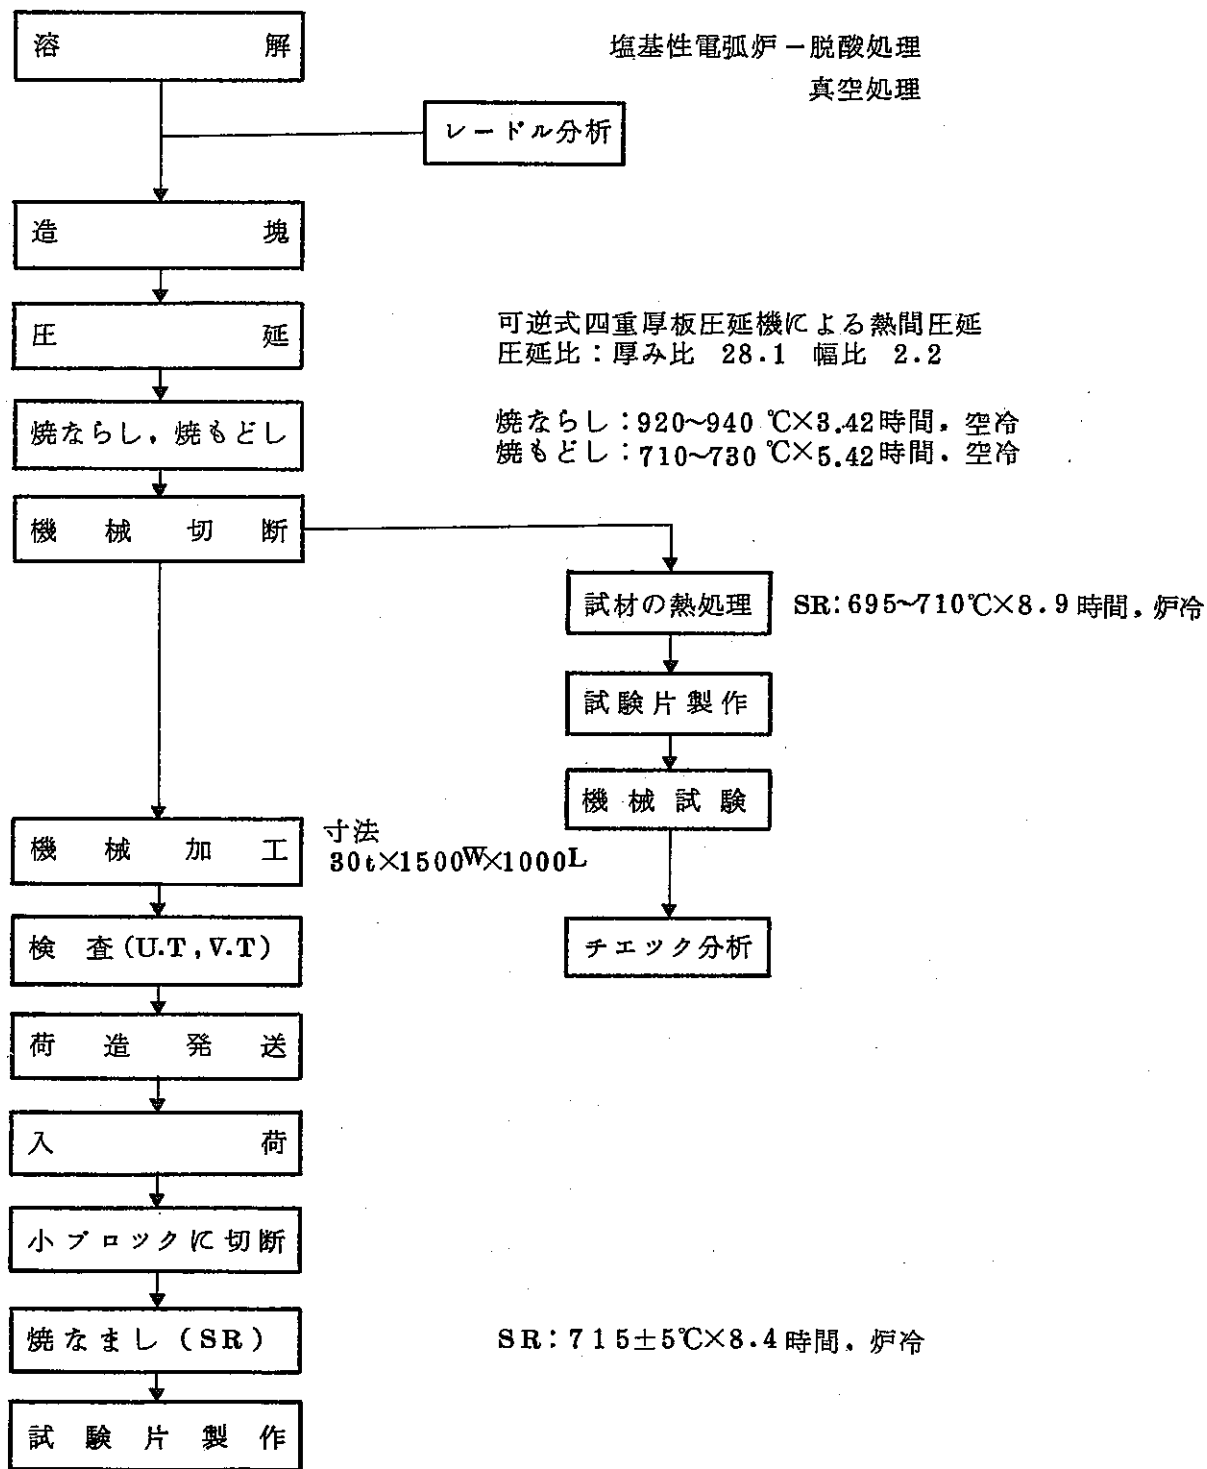 溶解
塩基性電弧炉－脱酸処理
真空処理
レードル分析
造塊
圧延
可逆式四重厚板圧延機による熱間圧延
圧延比：厚み比 28.1 幅比 2.2
焼ならし，焼もどし
焼ならし：920~940 ℃×3.42時間．空冷
焼もどし：710~730 ℃×5.42時間．空冷
機械切断
試材の熱処理
SR：695~710℃×8.9時間，炉冷
試験片製作
機械試験
機械加工
寸法
30t×1500W×1000L
検査(U.T，V.T)
チエック分析
荷造発送
入荷
小ブロックに切断
焼なまし(SR)
SR：715±5℃×8.4時間．炉冷
試験片製作